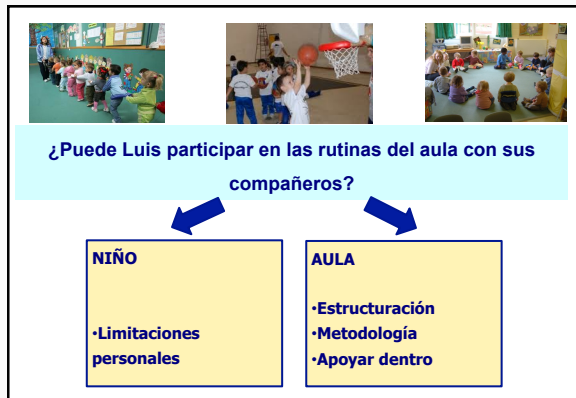 ¿Puede Luis participar en las rutinas del aula con sus
compañeros?
NIÑO
•Limitaciones
personales
AULA
•Estructuración
•Metodología
•Apoyar dentro